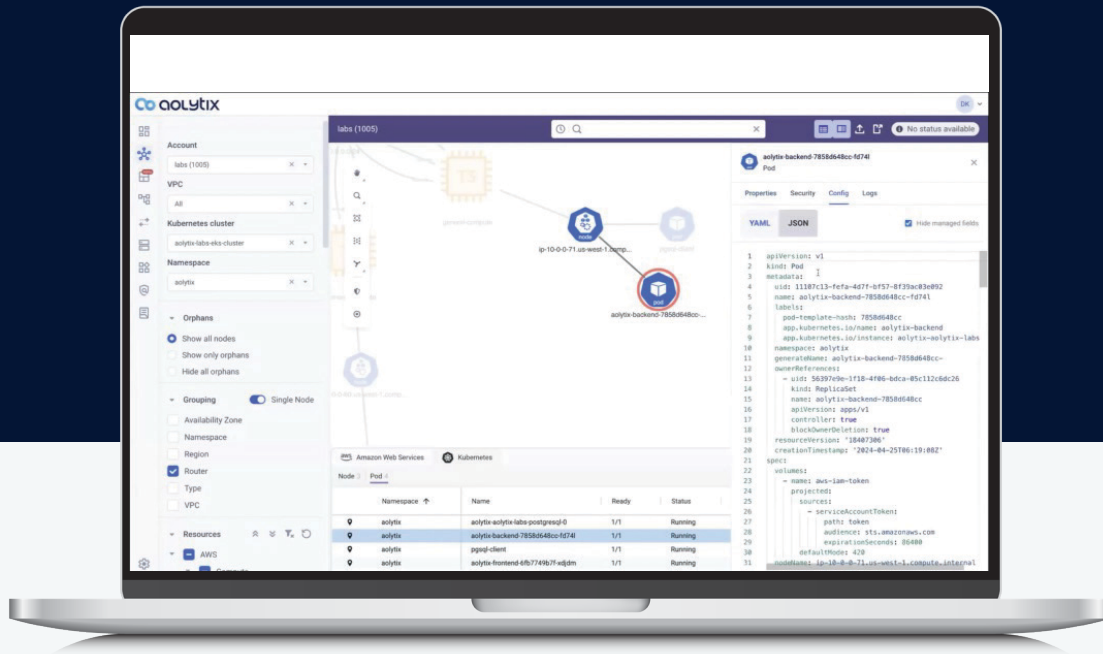 aolytix
DK
Account
labs (1005)
VPC
All
Kubernetes cluster
aolytix-labs-eks-cluster
Namespace
aolytix
Orphans
Show all nodes
Show only orphans
Hide all orphans
Grouping
Single Node
Availability Zone
Namespace
Region
Router
Type
VPC
Resources
AWS
Compute
labs (1005)
No status available
TS
node
ip-10-0-0-71.us-west-1.comp...
pod
aolytix-backend-7858d648cc-...
pod
pgsql-client
node
Amazon Web Services
Kubernetes
Node 3
Pod 4
Namespace
Name
Ready
Status
aolytix
aolytix-aolytix-labs-postgresql-0
1/1
Running
aolytix
aolytix-backend-7858d648cc-fd74l
1/1
Running
aolytix
pgsql-client
1/1
Running
aolytix
aolytix-frontend-6fb7749b7f-xdjdm
1/1
Running
aolytix-backend-7858d648cc-fd74l
Pod
Properties
Security
Config
Logs
YAML
JSON
Hide managed fields
1 apiVersion: v1
2 kind: Pod
3 metadata:
4 uid: 11107c13-fefa-4d7f-bf57-8f39ac03e092
5 name: aolytix-backend-7858d648cc-fd74l
6 labels:
7 pod-template-hash: 7858d648cc
8 app.kubernetes.io/name: aolytix-backend
9 app.kubernetes.io/instance: aolytix-aolytix-labs
10 namespace: aolytix
11 generateName: aolytix-backend-7858d648cc-
12 ownerReferences:
13 - uid: 56397e9e-1f18-4f06-bdca-05c112c6dc26
14 kind: ReplicaSet
15 name: aolytix-backend-7858d648cc
16 apiVersion: apps/v1
17 controller: true
18 blockOwnerDeletion: true
19 resourceVersion: '18407306'
20 creationTimestamp: '2024-04-25T06:19:08Z'
21 spec:
22 volumes:
23 - name: aws-iam-token
24 projected:
25 sources:
26 - serviceAccountToken:
27 path: token
28 audience: sts.amazonaws.com
29 expirationSeconds: 86400
30 defaultMode: 420
31 nodeName: ip-10-0-0-71.us-west-1.compute.internal